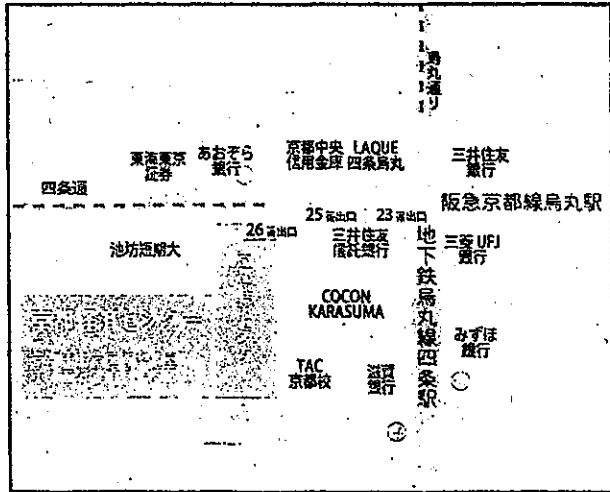 烏丸通り
京都中央
信用金庫
LAQUE
四条烏丸
東海東京
証券
あおぞら
銀行
三井住友
銀行
四条通
阪急京都線烏丸駅
25番出口
23番出口
26番出口
三井住友
信託銀行
地下鉄烏丸線四条駅
三菱UFJ
銀行
池坊短期大
COCON
KARASUMA
みずほ
銀行
TAC
京都校
滋賀
銀行